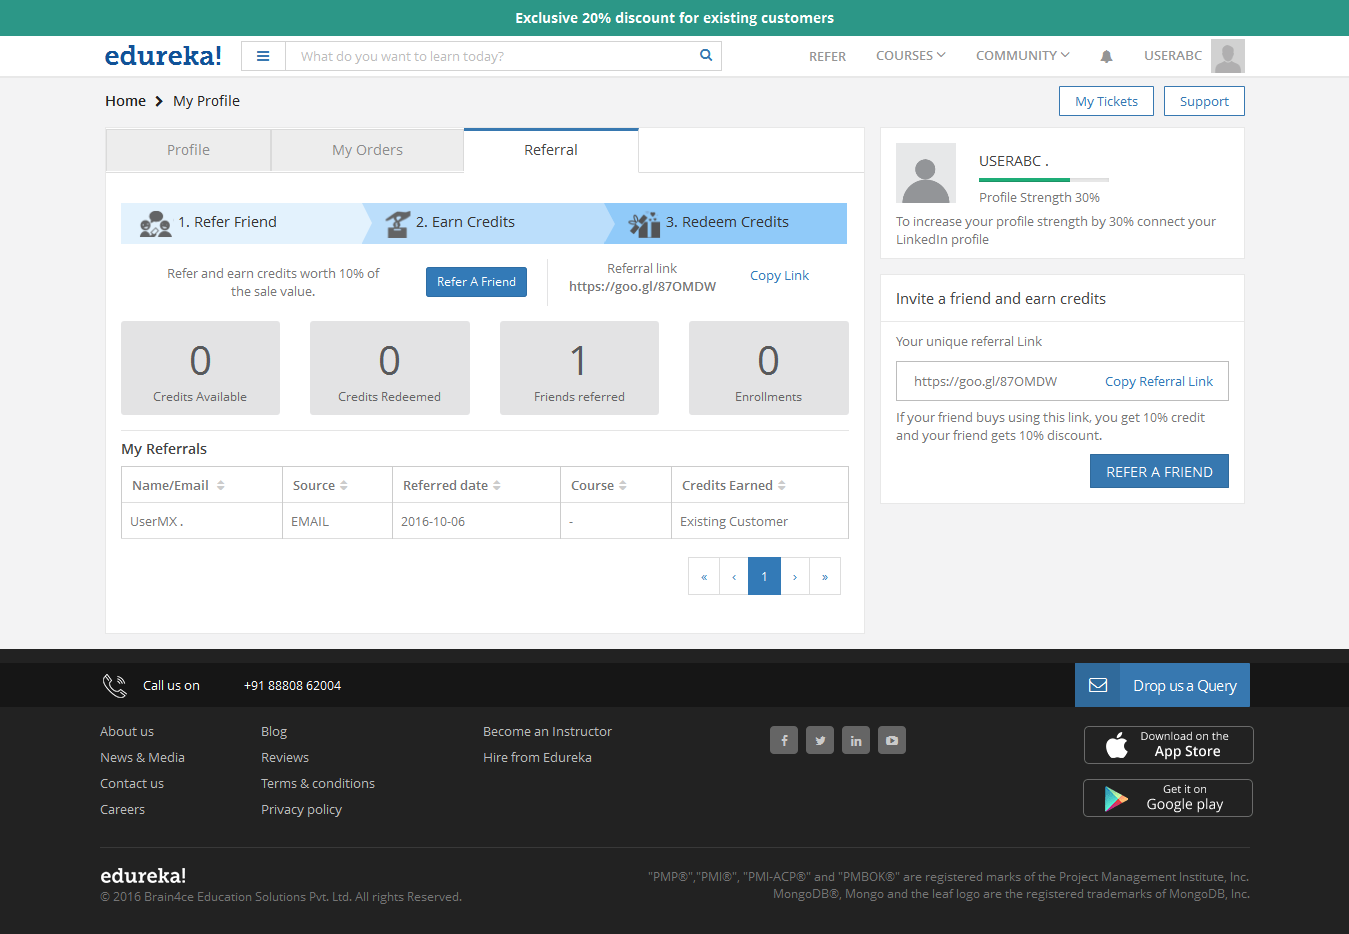 Exclusive 20% discount for existing customers
edureka!
What do you want to learn today?
REFER
COURSES
COMMUNITY
USERABC
Home
My Profile
My Tickets
Support
Profile
My Orders
Referral
1. Refer Friend
2. Earn Credits
3. Redeem Credits
Refer and earn credits worth 10% of
the sale value.
Refer A Friend
Referral link
https://goo.gl/87OMDW
Copy Link
0
Credits Available
0
Credits Redeemed
1
Friends referred
0
Enrollments
My Referrals
Name/Email Source Referred date Course Credits Earned
UserMX . EMAIL 2016-10-06 - Existing Customer
« ‹ 1 › »
USERABC .
Profile Strength 30%
To increase your profile strength by 30% connect your
LinkedIn profile
Invite a friend and earn credits
Your unique referral Link
https://goo.gl/87OMDW
Copy Referral Link
If your friend buys using this link, you get 10% credit
and your friend gets 10% discount.
REFER A FRIEND
Call us on
+91 88808 62004
Drop us a Query
About us
News & Media
Contact us
Careers
Blog
Reviews
Terms & conditions
Privacy policy
Become an Instructor
Hire from Edureka
Download on the
App Store
Get it on
Google play
edureka!
© 2016 Brain4ce Education Solutions Pvt. Ltd. All rights Reserved.
"PMP®","PMI®", "PMI-ACP®" and "PMBOK®" are registered marks of the Project Management Institute, Inc.
MongoDB®, Mongo and the leaf logo are the registered trademarks of MongoDB, Inc.